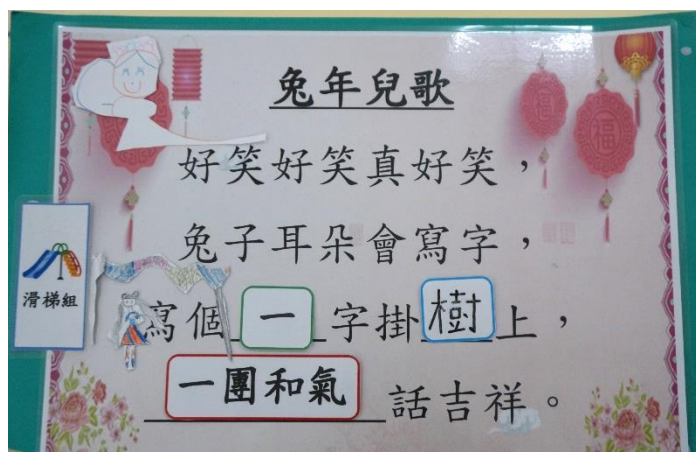 兔年兒歌
好笑好笑真好笑，
兔子耳朵會寫字，
寫個一字掛樹上，
一團和氣話吉祥。
滑梯組
福